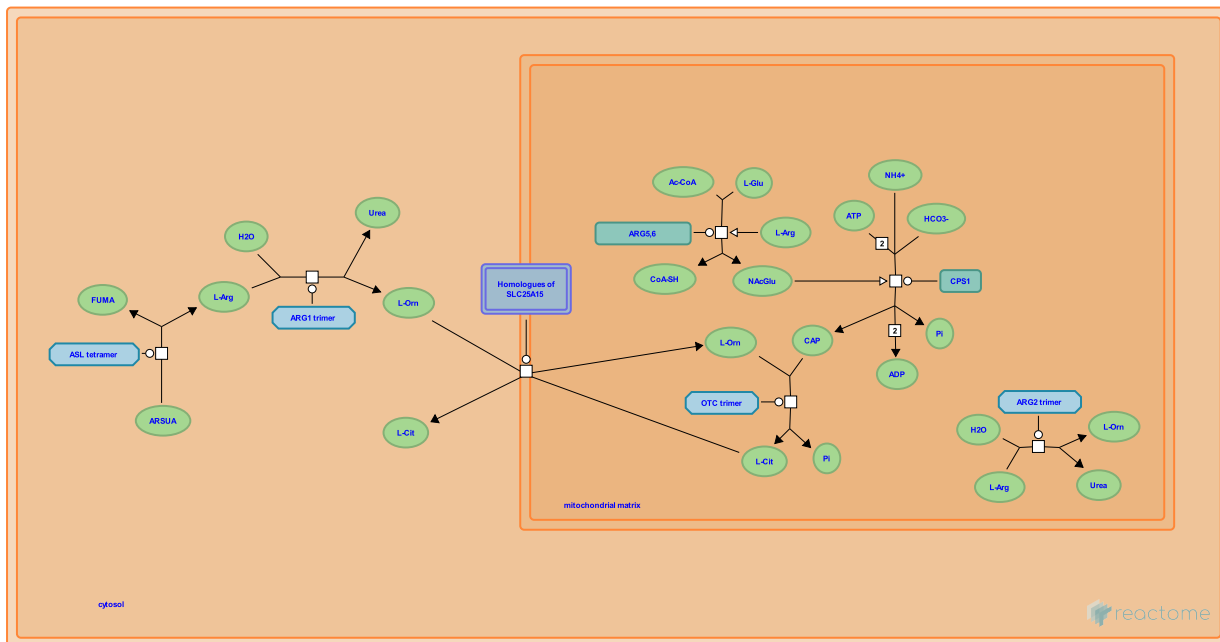 NH4+
Ac-CoA
L-Glu
Urea
ATP
HCO3-
H2O
ARG5,6
L-Arg
2
CoA-SH
NAcGlu
CPS1
Homologues of
SLC25A15
FUMA
L-Arg
L-Orn
ARG1 trimer
2
Pi
L-Orn
CAP
ASL tetramer
ADP
OTC trimer
ARG2 trimer
ARSUA
L-Cit
H2O
L-Orn
L-Cit
Pi
L-Arg
Urea
mitochondrial matrix
cytosol
reactome